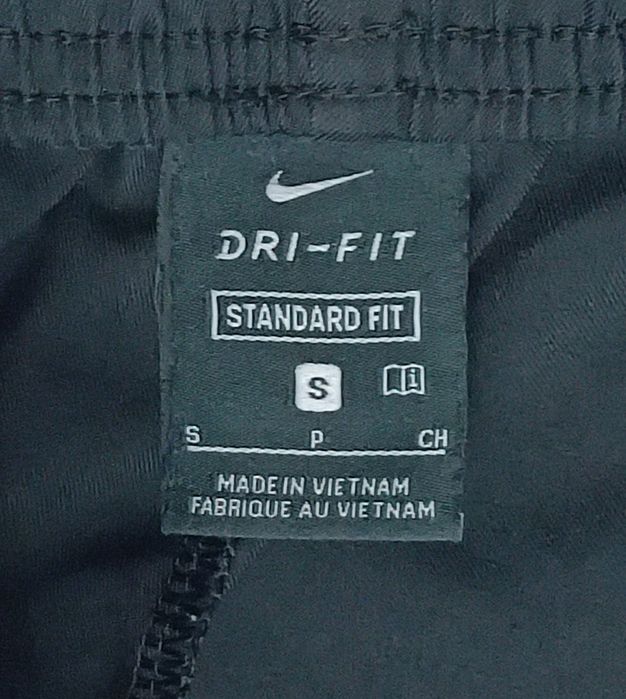 DRI-FIT
STANDARD FIT
S
i
S P CH
MADE IN VIETNAM
FABRIQUE AU VIETNAM